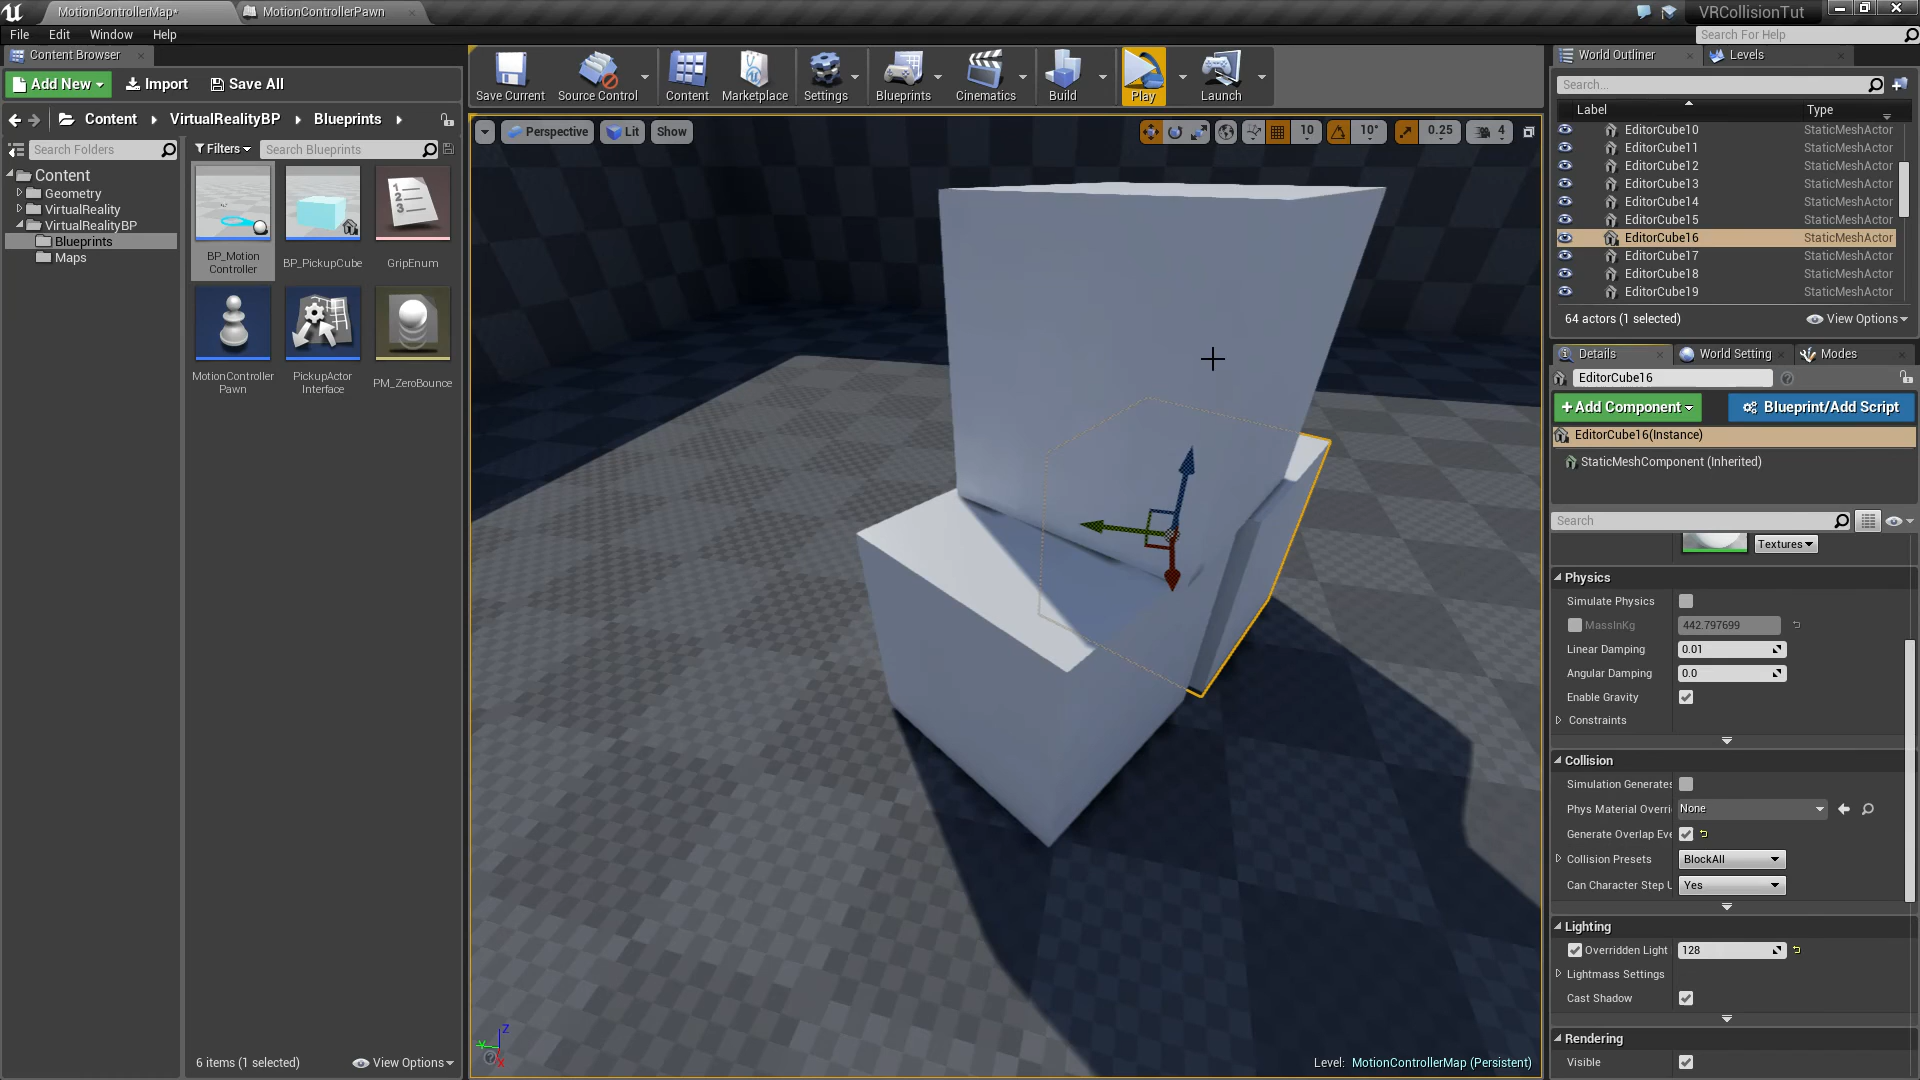 MotionControllerMap*
MotionControllerPawn
VRCollisionTut
File Edit Window Help
Search For Help
Content Browser
Add New
Import
Save All
Content
VirtualRealityBP
Blueprints
Search Folders
Filters
Search Blueprints
Content
Geometry
VirtualReality
VirtualRealityBP
Blueprints
Maps
BP_Motion
Controller
BP_PickupCube
GripEnum
MotionController
Pawn
PickupActor
Interface
PM_ZeroBounce
6 items (1 selected)
View Options
Save Current
Source Control
Content
Marketplace
Settings
Blueprints
Cinematics
Build
Play
Launch
Perspective
Lit
Show
10
10°
0.25
4
Level: MotionControllerMap (Persistent)
World Outliner
Levels
Search...
Label
Type
EditorCube10 StaticMeshActor
EditorCube11 StaticMeshActor
EditorCube12 StaticMeshActor
EditorCube13 StaticMeshActor
EditorCube14 StaticMeshActor
EditorCube15 StaticMeshActor
EditorCube16 StaticMeshActor
EditorCube17 StaticMeshActor
EditorCube18 StaticMeshActor
EditorCube19 StaticMeshActor
64 actors (1 selected)
View Options
Details
World Setting
Modes
EditorCube16
+Add Component
Blueprint/Add Script
EditorCube16(Instance)
StaticMeshComponent (Inherited)
Search
Textures
Physics
Simulate Physics
MassInKg 442.797699
Linear Damping 0.01
Angular Damping 0.0
Enable Gravity
Constraints
Collision
Simulation Generates
Phys Material Overri None
Generate Overlap Eve
Collision Presets BlockAll
Can Character Step U Yes
Lighting
Overridden Light 128
Lightmass Settings
Cast Shadow
Rendering
Visible
z
y
x